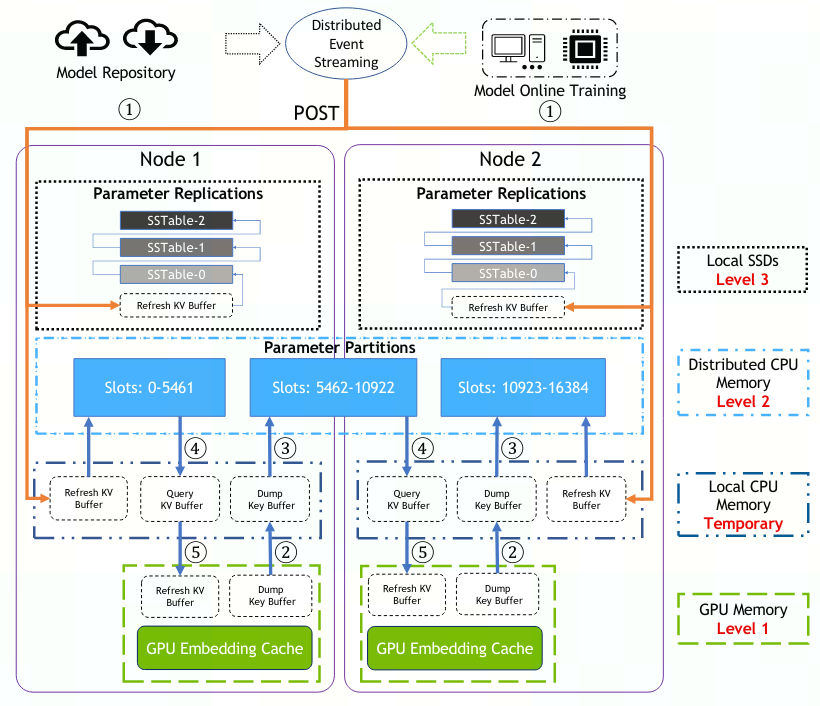 Distributed
Event
Streaming
Model Repository
Model Online Training
①
POST
①
Node 1
Node 2
Parameter Replications
SSTable-2
SSTable-1
SSTable-0
Refresh KV Buffer
Parameter Replications
SSTable-2
SSTable-1
SSTable-0
Refresh KV Buffer
Local SSDs
Level 3
Parameter Partitions
Slots: 0-5461
Slots: 5462-10922
Slots: 10923-16384
Distributed CPU
Memory
Level 2
④
③
④
③
Refresh KV
Buffer
Query
KV Buffer
Dump
Key Buffer
Query
KV Buffer
Dump
Key Buffer
Refresh KV
Buffer
Local CPU
Memory
Temporary
⑤
②
⑤
②
Refresh KV
Buffer
Dump
Key Buffer
Refresh KV
Buffer
Dump
Key Buffer
GPU Embedding Cache
GPU Embedding Cache
GPU Memory
Level 1